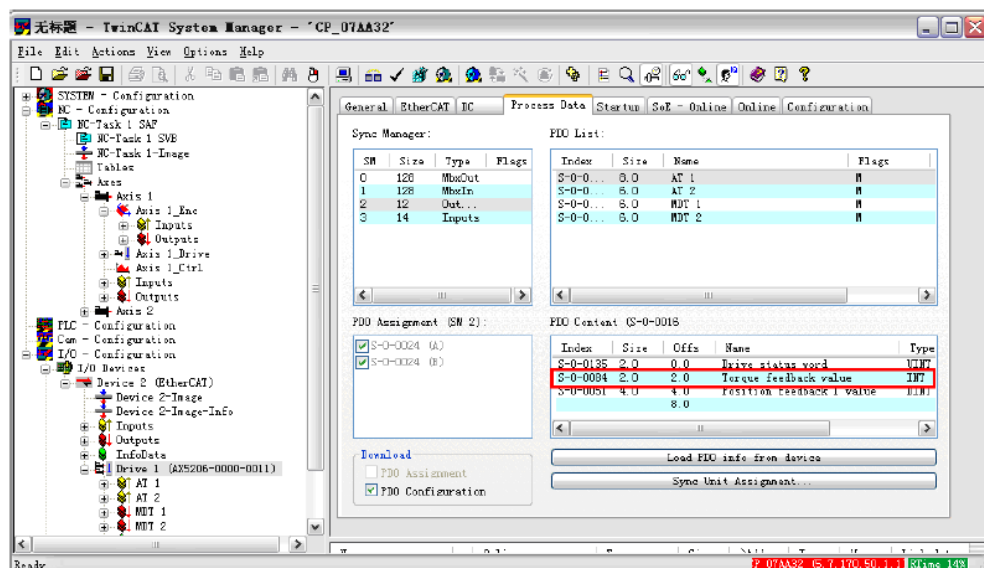 无标题 - TwinCAT System Manager - 'CP_07AA32'
File Edit Actions View Options Help
SYSTEM - Configuration
NC - Configuration
NC-Task 1 SAF
NC-Task 1 SVB
NC-Task 1-Image
Tables
Axes
Axis 1
Axis 1_Enc
Inputs
Outputs
Axis 1_Drive
Axis 1_Ctrl
Inputs
Outputs
Axis 2
PLC - Configuration
Cam - Configuration
I/O - Configuration
I/O Devices
Device 2 (EtherCAT)
Device 2-Image
Device 2-Image-Info
Inputs
Outputs
InfoData
Drive 1 (AX5206-0000-0011)
AT 1
AT 2
MDT 1
MDT 2
General EtherCAT DC Process Data Startup SoE - Online Online Configuration
Sync Manager:
SM Size Type Flags
0 128 MbxOut
1 128 MbxIn
2 12 Out...
3 14 Inputs
PDO List:
Index Size Name Flags
S-0-0... 8.0 AT 1 M
S-0-0... 6.0 AT 2 M
S-0-0... 6.0 MDT 1 M
S-0-0... 6.0 MDT 2 M
PDO Assignment (SM 2):
S-0-0024 (A)
S-0-0024 (B)
PDO Content (S-0-0016
Index Size Offs Name Type
S-0-0135 2.0 0.0 Drive status word UINT
S-0-0084 2.0 2.0 Torque feedback value INT
S-0-0051 4.0 4.0 Position feedback 1 value UINT
8.0
Download
PDO Assignment
PDO Configuration
Load PDO info from device
Sync Unit Assignment...
Ready
P_07AA32 (5.7.170.50.1.1) RTime 14%